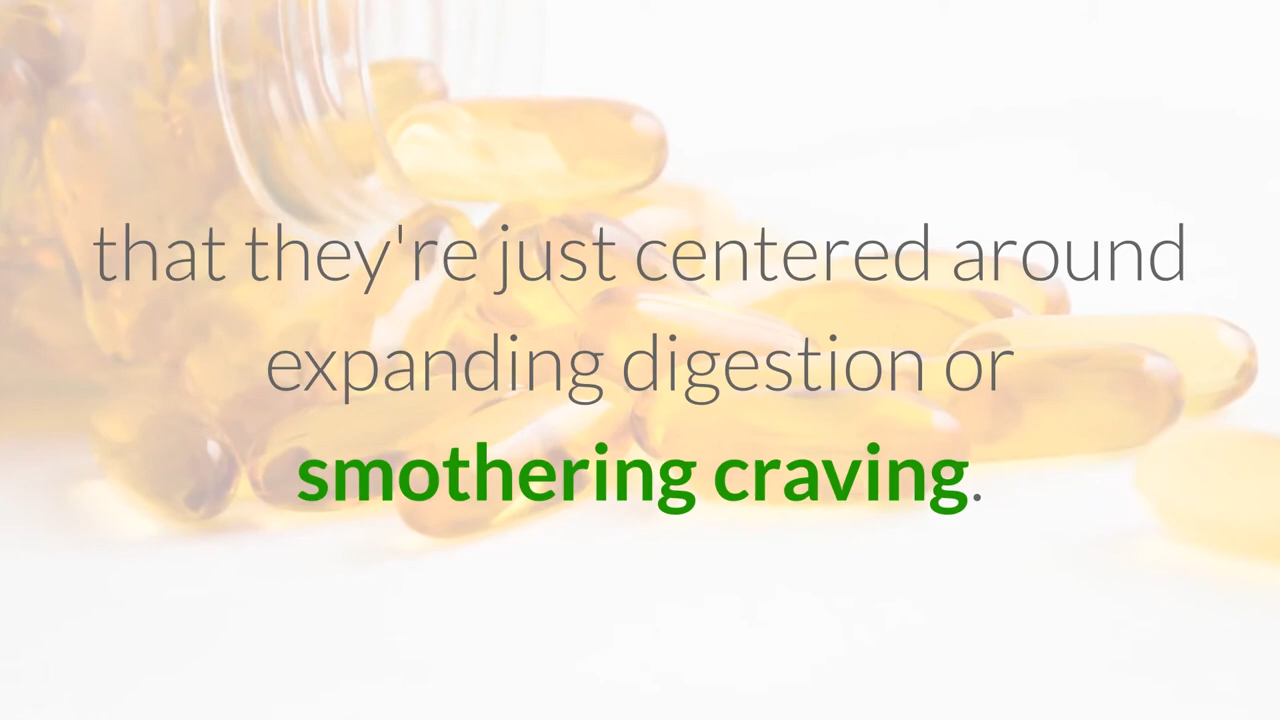 that they're just centered around
expanding digestion or
smothering craving.